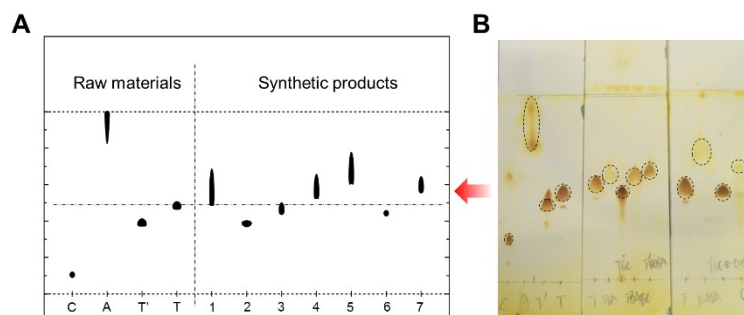 A
B
Raw materials
Synthetic products
C A T' T 1 2 3 4 5 6 7
A T' T T
T